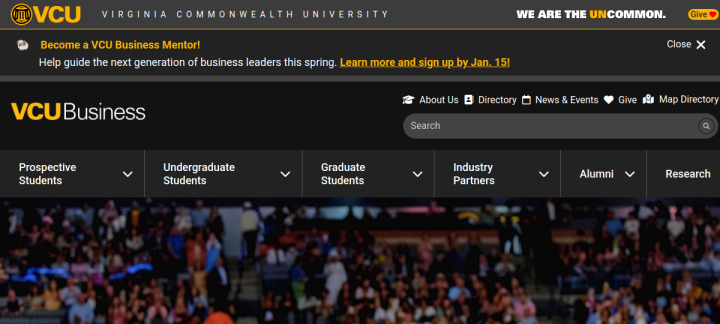 VCU VIRGINIA COMMONWEALTH UNIVERSITY WE ARE THE UNCOMMON. Give
Become a VCU Business Mentor! Close
Help guide the next generation of business leaders this spring. Learn more and sign up by Jan. 15!
About Us Directory News & Events Give Map Directory
VCU Business
Search
Prospective Students
Undergraduate Students
Graduate Students
Industry Partners
Alumni
Research